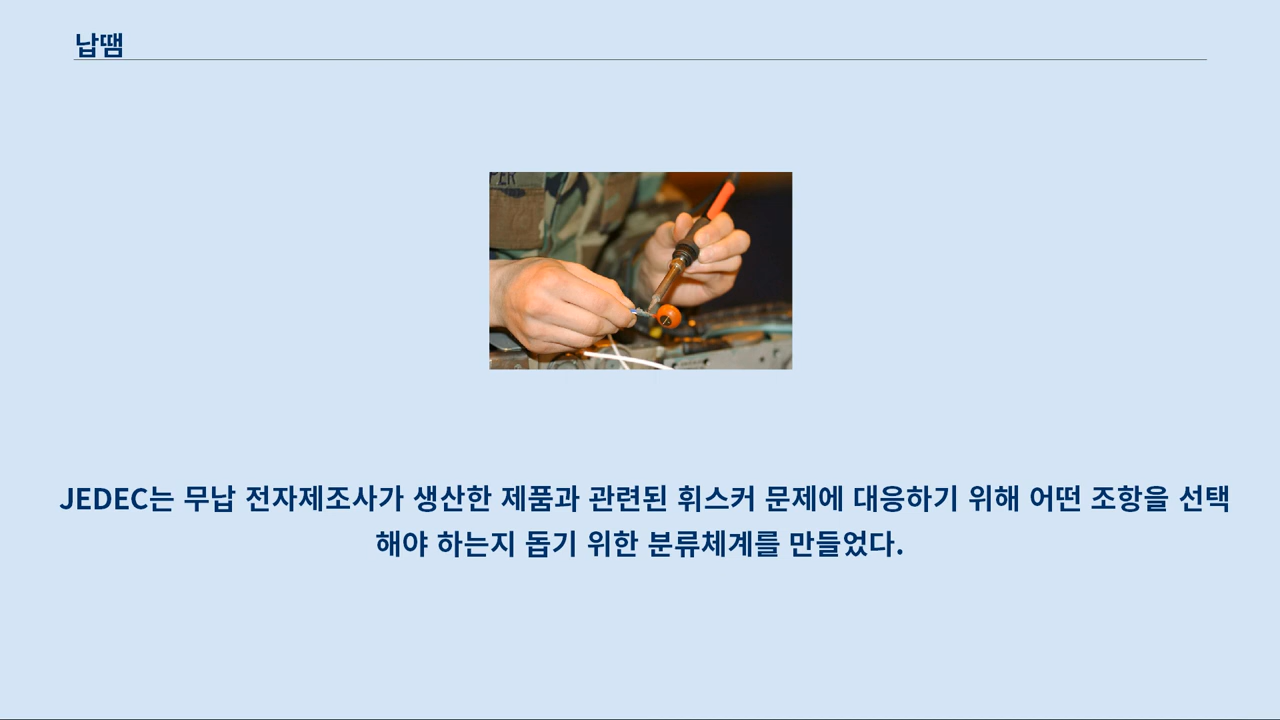 납땜
PER
JEDEC는 무납 전자제조사가 생산한 제품과 관련된 휘스커 문제에 대응하기 위해 어떤 조항을 선택
해야 하는지 돕기 위한 분류체계를 만들었다.